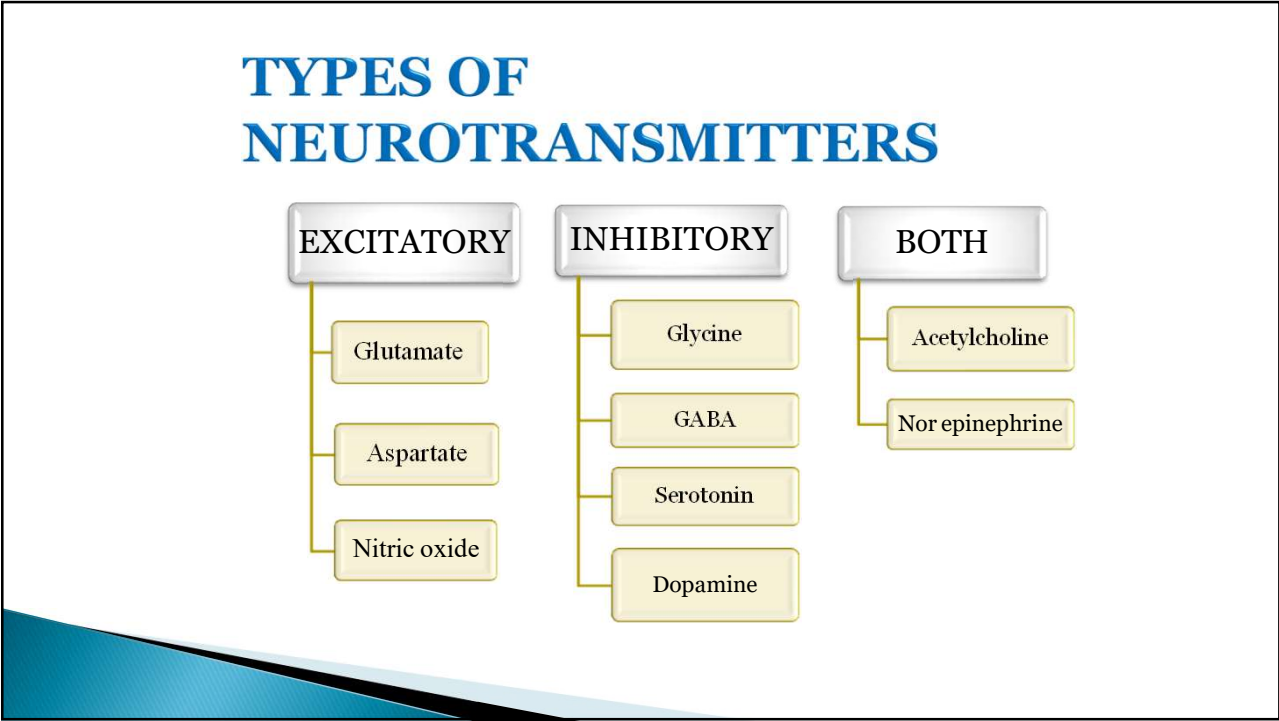 TYPES OF
NEUROTRANSMITTERS
EXCITATORY
Glutamate
Aspartate
Nitric oxide
INHIBITORY
Glycine
GABA
Serotonin
Dopamine
BOTH
Acetylcholine
Nor epinephrine